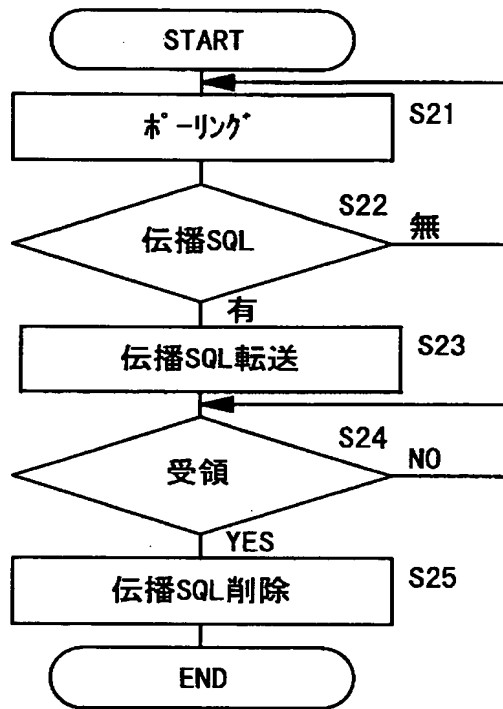 START
ﾎﾟｰﾘﾝｸﾞ
S21
S22
伝播SQL
無
有
伝播SQL転送
S23
S24
受領
NO
YES
伝播SQL削除
S25
END